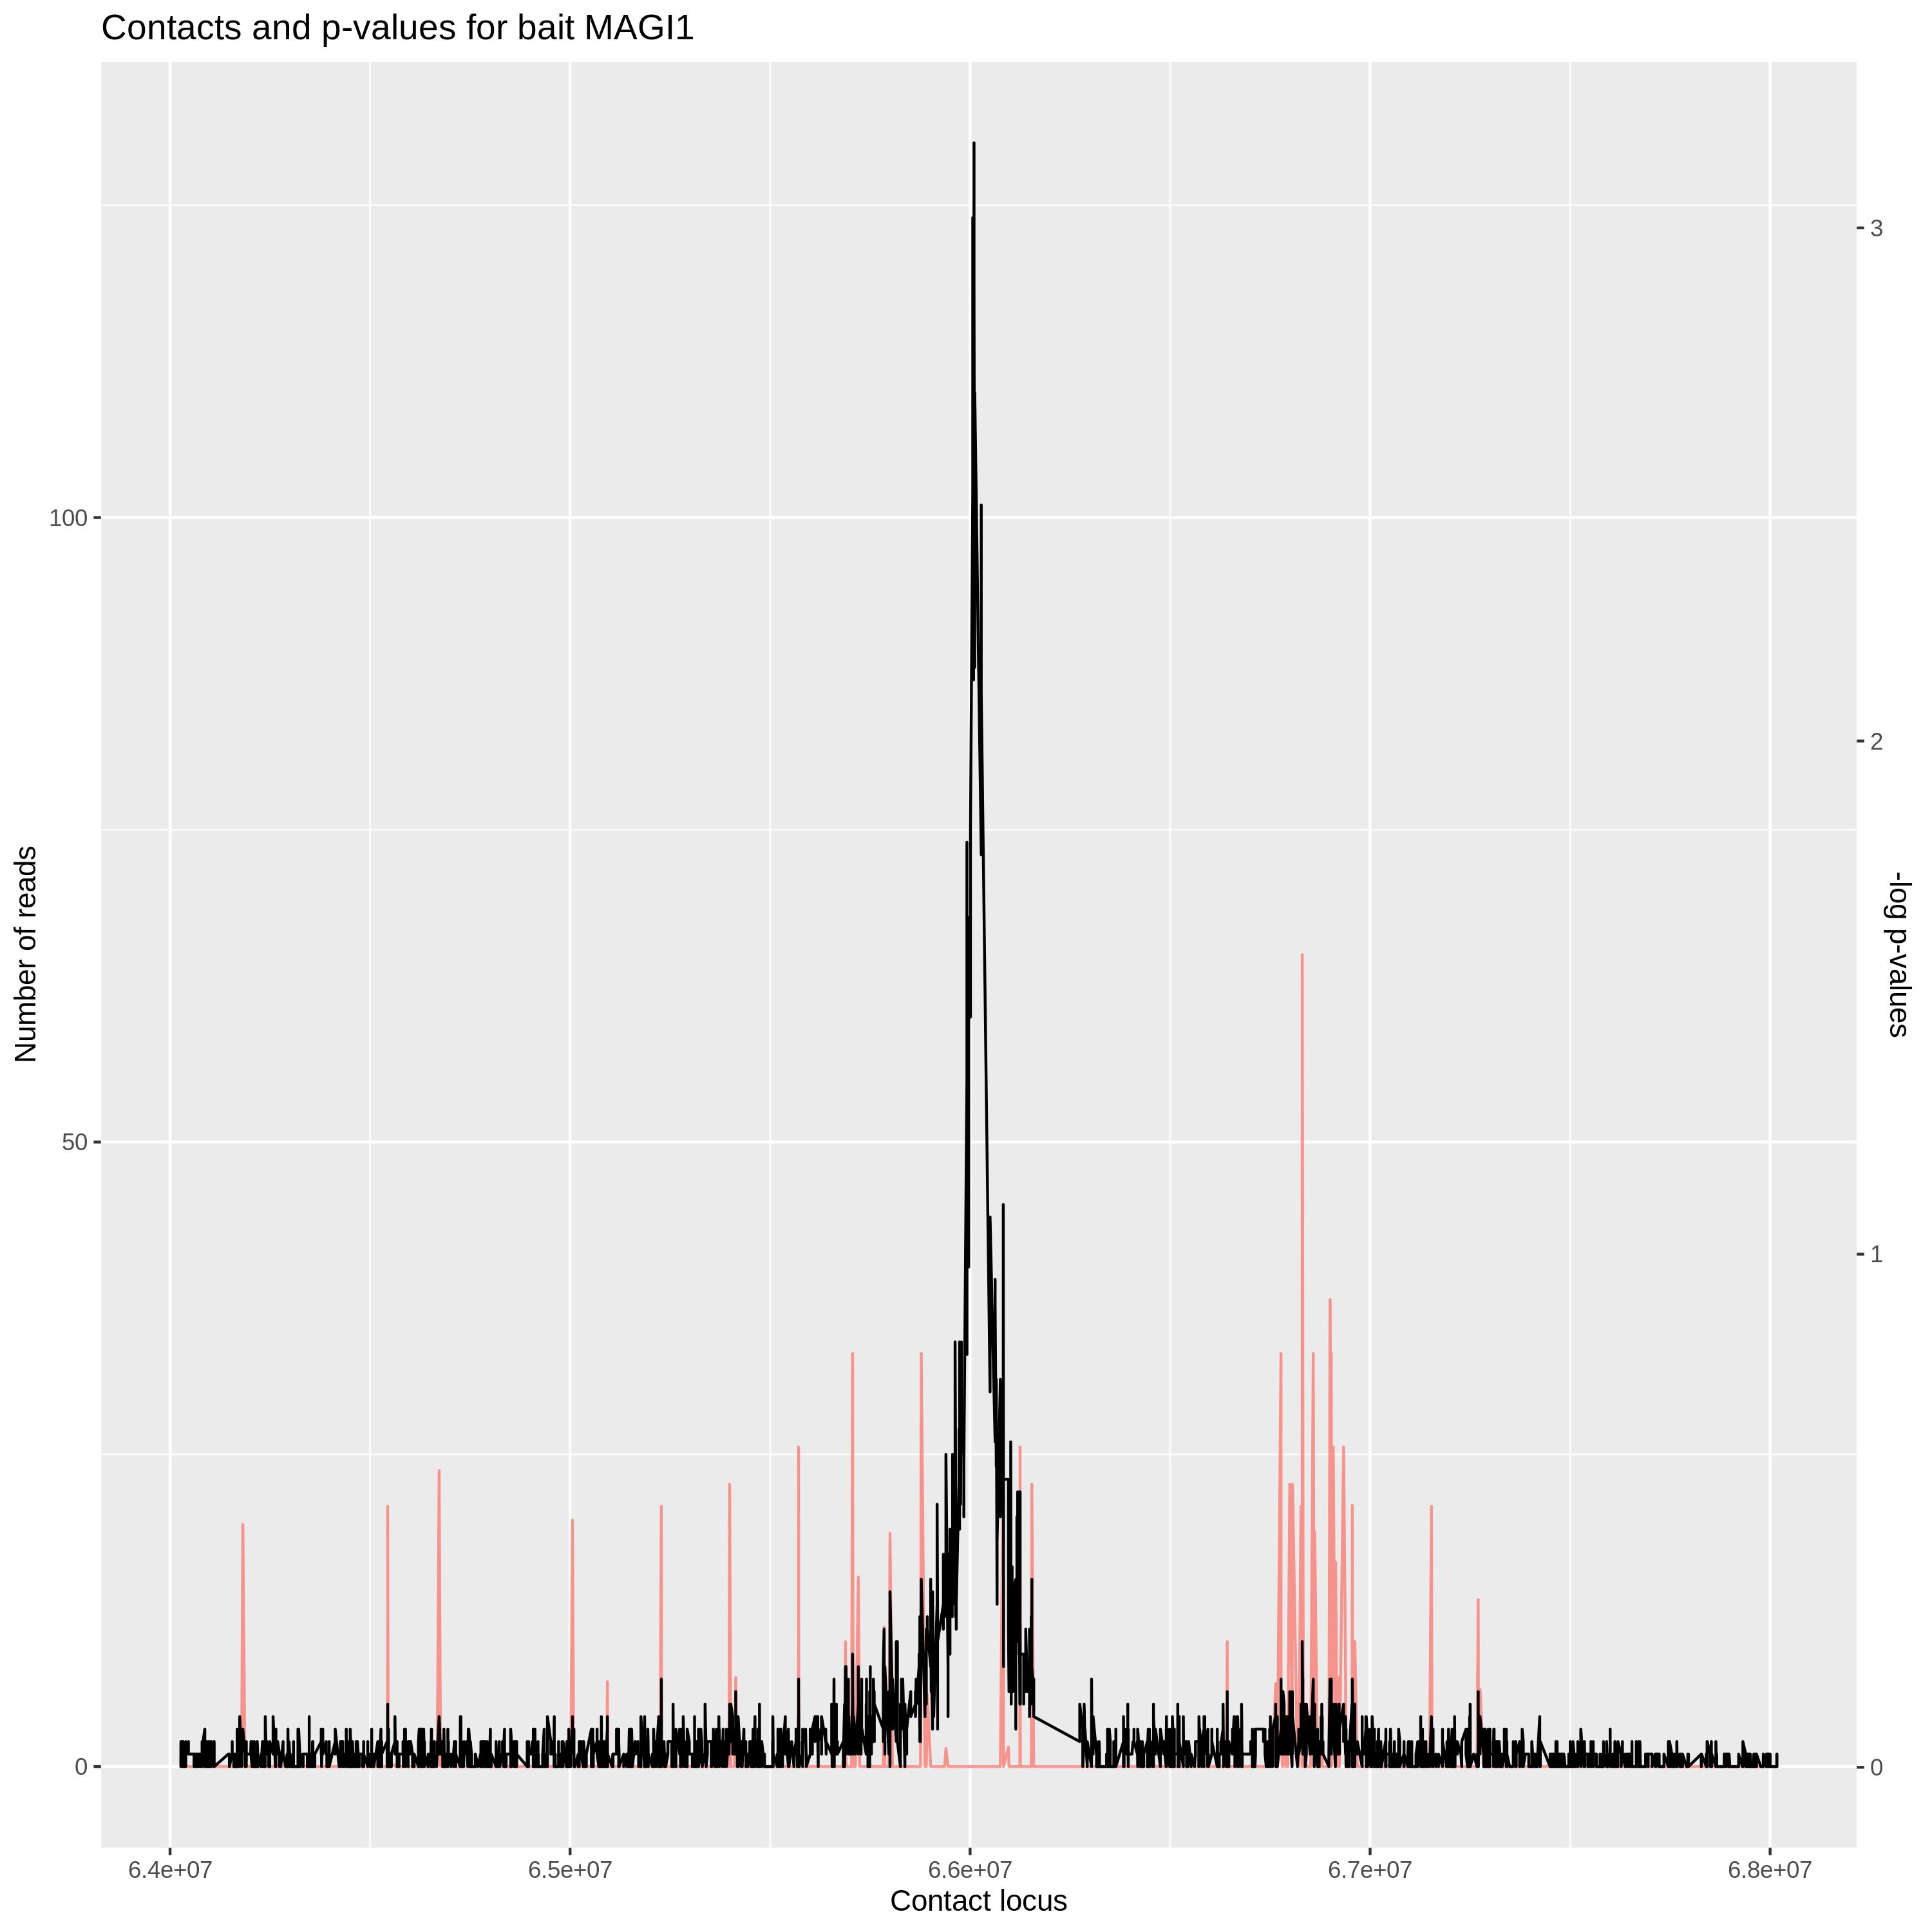 Contacts and p-values for bait MAGI1
Number of reads
100
50
0
3
2
1
0
-log p-values
6.4e+07
6.5e+07
6.6e+07
6.7e+07
6.8e+07
Contact locus